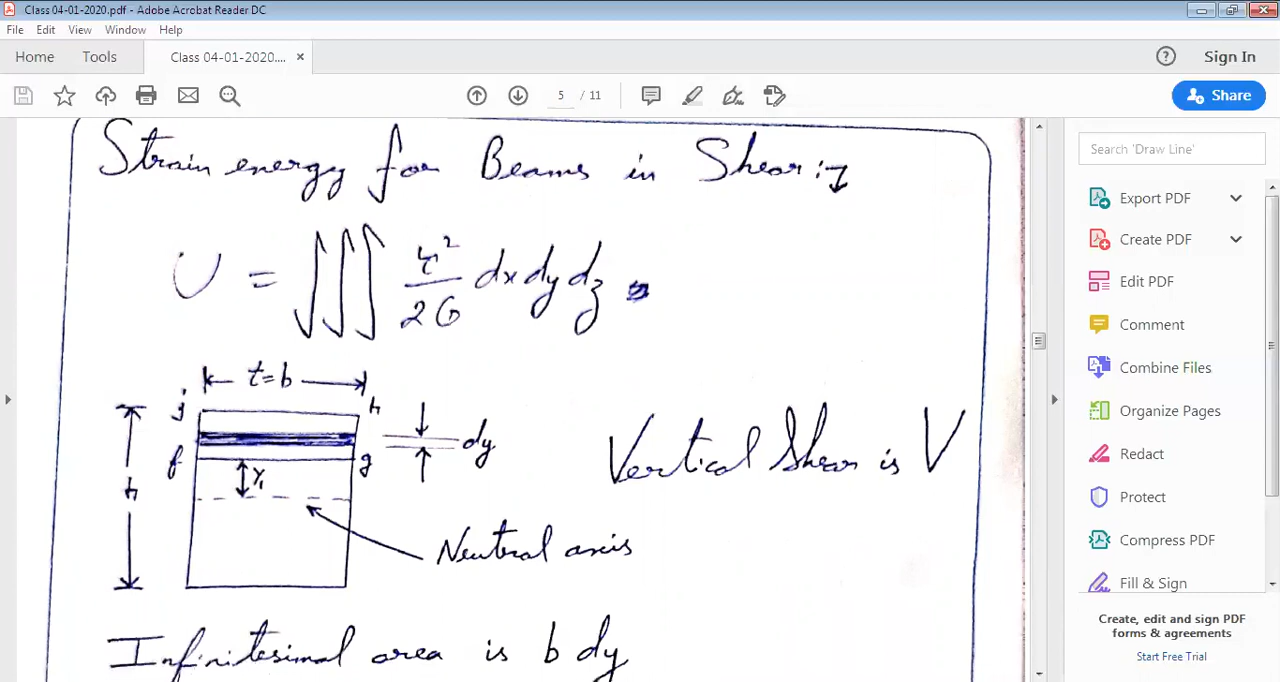 Class 04-01-2020.pdf - Adobe Acrobat Reader DC
File Edit View Window Help
Home Tools Class 04-01-2020.... × Sign In
5 / 11 Share
Strain energy for Beams in Shear :-
U = ∫∫∫ τ²/2G dx dy dz
t=b
j h
dy
f g
h
y₁
Vertical Shear is V
Neutral axis
Infinitesimal area is b dy
Search 'Draw Line'
Export PDF
Create PDF
Edit PDF
Comment
Combine Files
Organize Pages
Redact
Protect
Compress PDF
Fill & Sign
Create, edit and sign PDF
forms & agreements
Start Free Trial